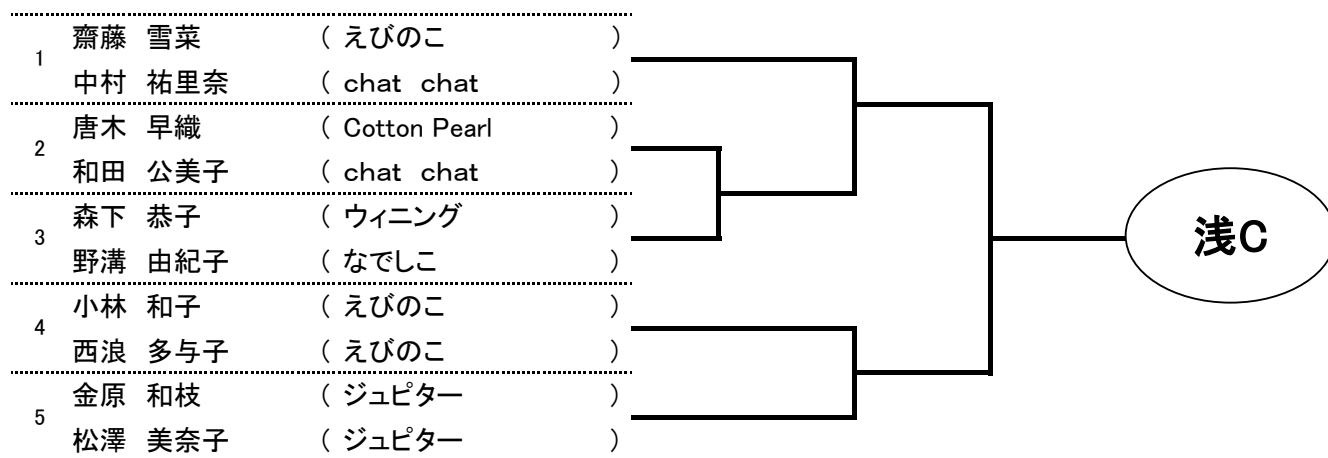 1
齋藤 雪菜 ( えびのこ )
中村 祐里奈 ( chat chat )
2
唐木 早織 ( Cotton Pearl )
和田 公美子 ( chat chat )
3
森下 恭子 ( ウィニング )
野溝 由紀子 ( なでしこ )
4
小林 和子 ( えびのこ )
西浪 多与子 ( えびのこ )
5
金原 和枝 ( ジュピター )
松澤 美奈子 ( ジュピター )
浅C